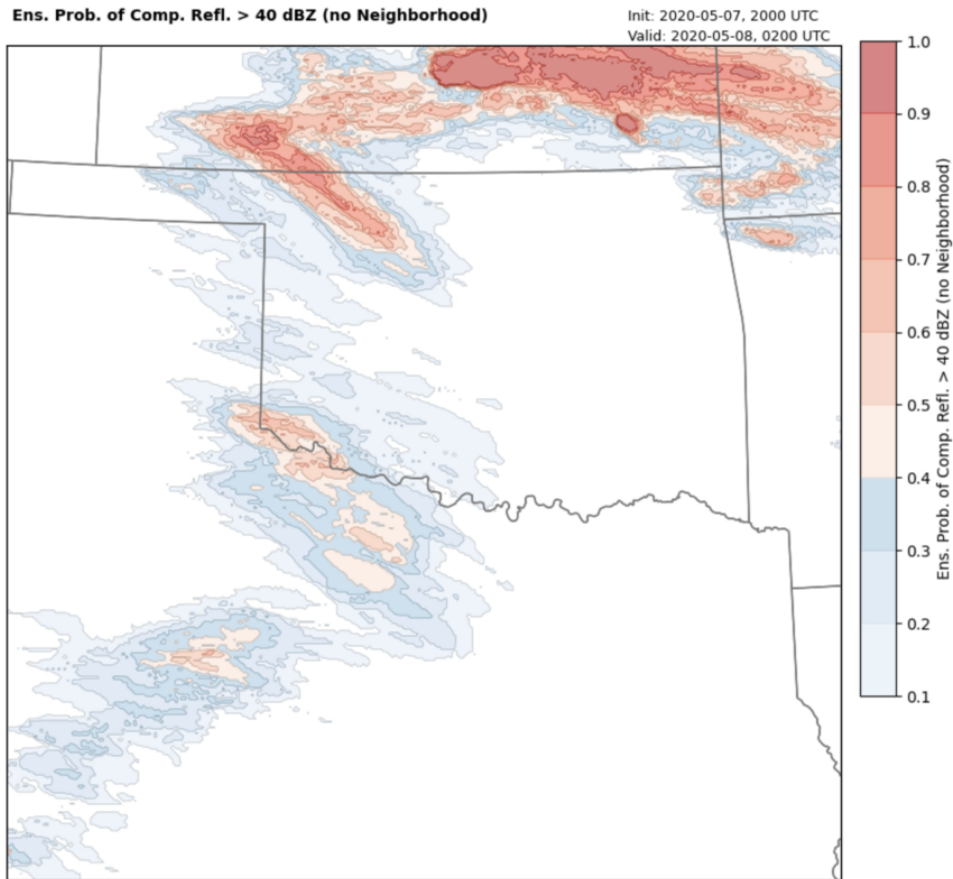 Ens. Prob. of Comp. Refl. > 40 dBZ (no Neighborhood)
Init: 2020-05-07, 2000 UTC
Valid: 2020-05-08, 0200 UTC
1.0
0.9
0.8
0.7
0.6
0.5
0.4
0.3
0.2
0.1
Ens. Prob. of Comp. Refl. > 40 dBZ (no Neighborhood)